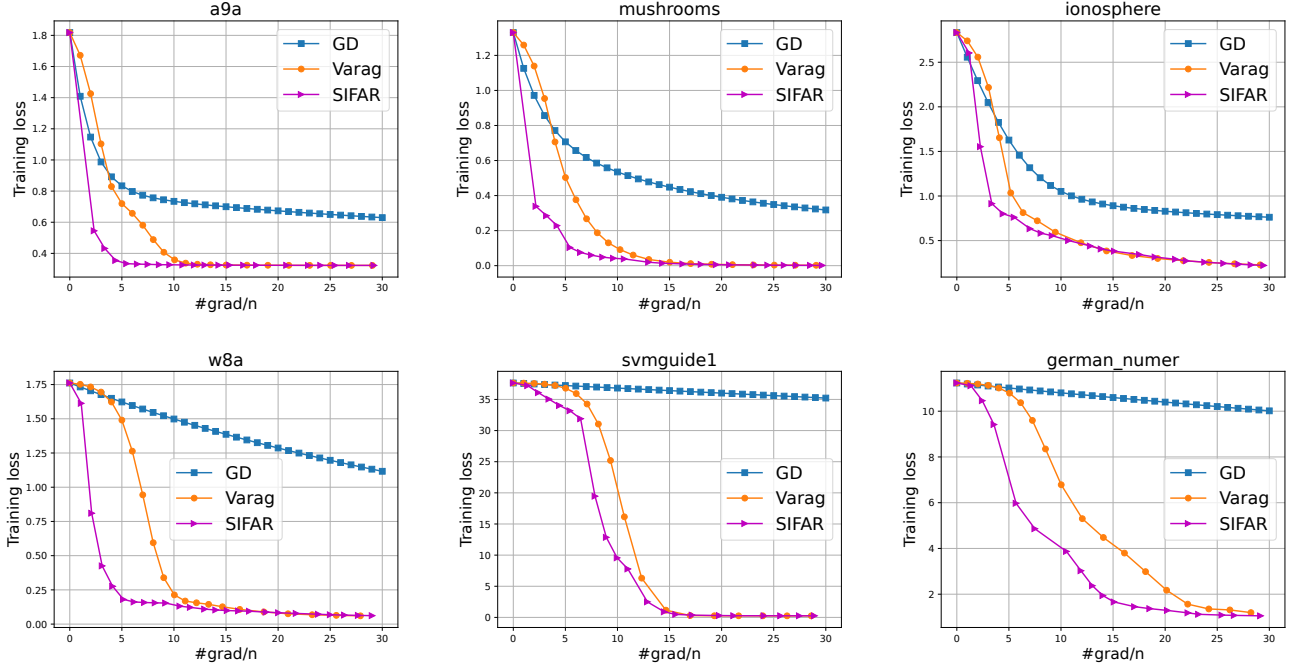 a9a
1.8
1.6
1.4
1.2
1.0
0.8
0.6
0.4
Training loss
GD
Varag
SIFAR
0 5 10 15 20 25 30
#grad/n
mushrooms
1.2
1.0
0.8
0.6
0.4
0.2
0.0
Training loss
GD
Varag
SIFAR
0 5 10 15 20 25 30
#grad/n
ionosphere
2.5
2.0
1.5
1.0
0.5
Training loss
GD
Varag
SIFAR
0 5 10 15 20 25 30
#grad/n
w8a
1.75
1.50
1.25
1.00
0.75
0.50
0.25
0.00
Training loss
GD
Varag
SIFAR
0 5 10 15 20 25 30
#grad/n
svmguide1
35
30
25
20
15
10
5
0
Training loss
GD
Varag
SIFAR
0 5 10 15 20 25 30
#grad/n
german_numer
10
8
6
4
2
Training loss
GD
Varag
SIFAR
0 5 10 15 20 25 30
#grad/n